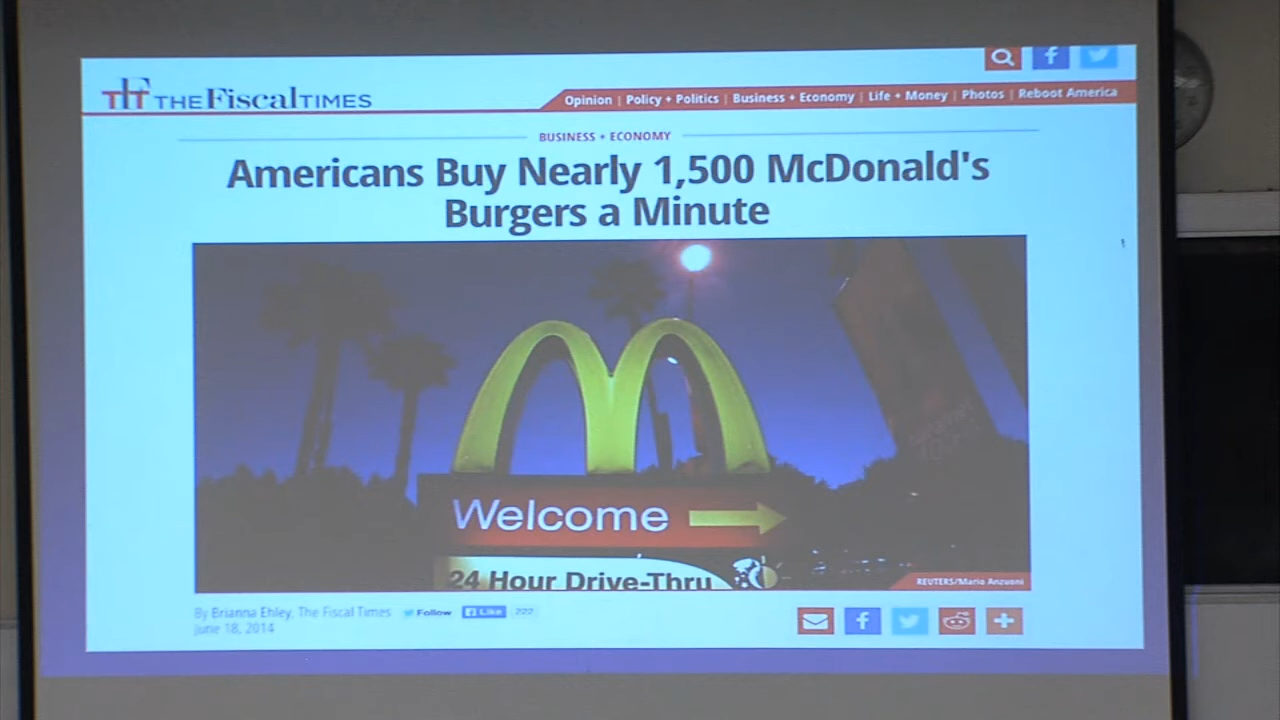 THE Fiscal TIMES
Opinion | Policy + Politics | Business + Economy | Life + Money | Photos | Reboot America
BUSINESS + ECONOMY
Americans Buy Nearly 1,500 McDonald's
Burgers a Minute
Welcome
24 Hour Drive-Thru
REUTERS/Mario Anzuoni
By Brianna Ehley, The Fiscal Times Follow Like 222
June 18, 2014